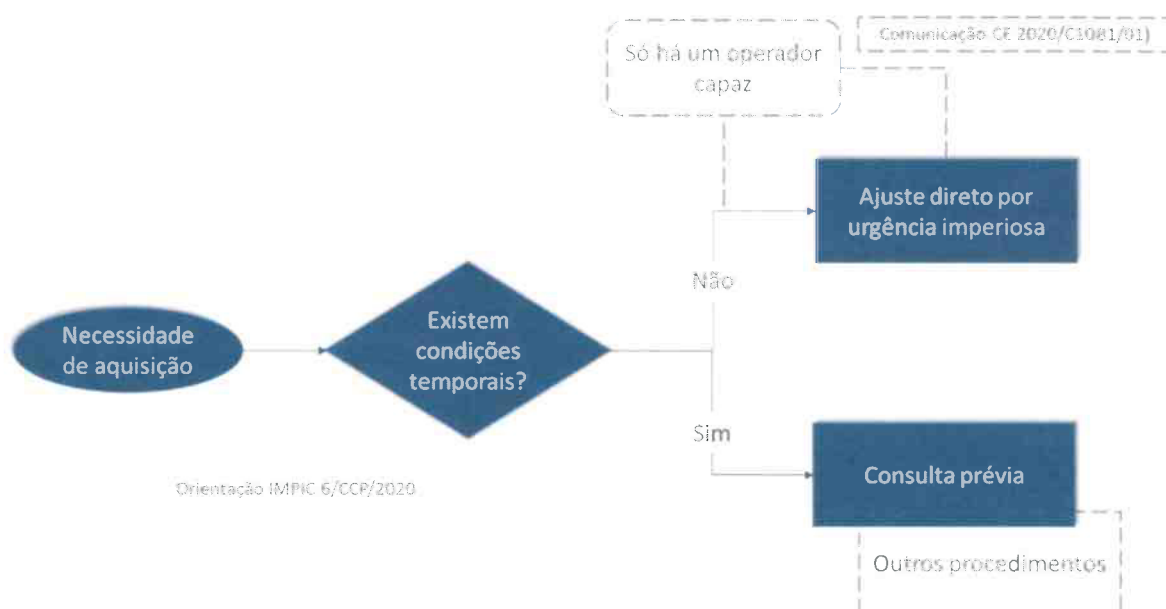 Comunicação CE 2020/C1081/01)
Só há um operador
capaz
Ajuste direto por
urgência imperiosa
Não
Necessidade
de aquisição
Existem
condições
temporais?
Sim
Consulta prévia
Orientação IMPIC 6/CCP/2020
Outros procedimentos